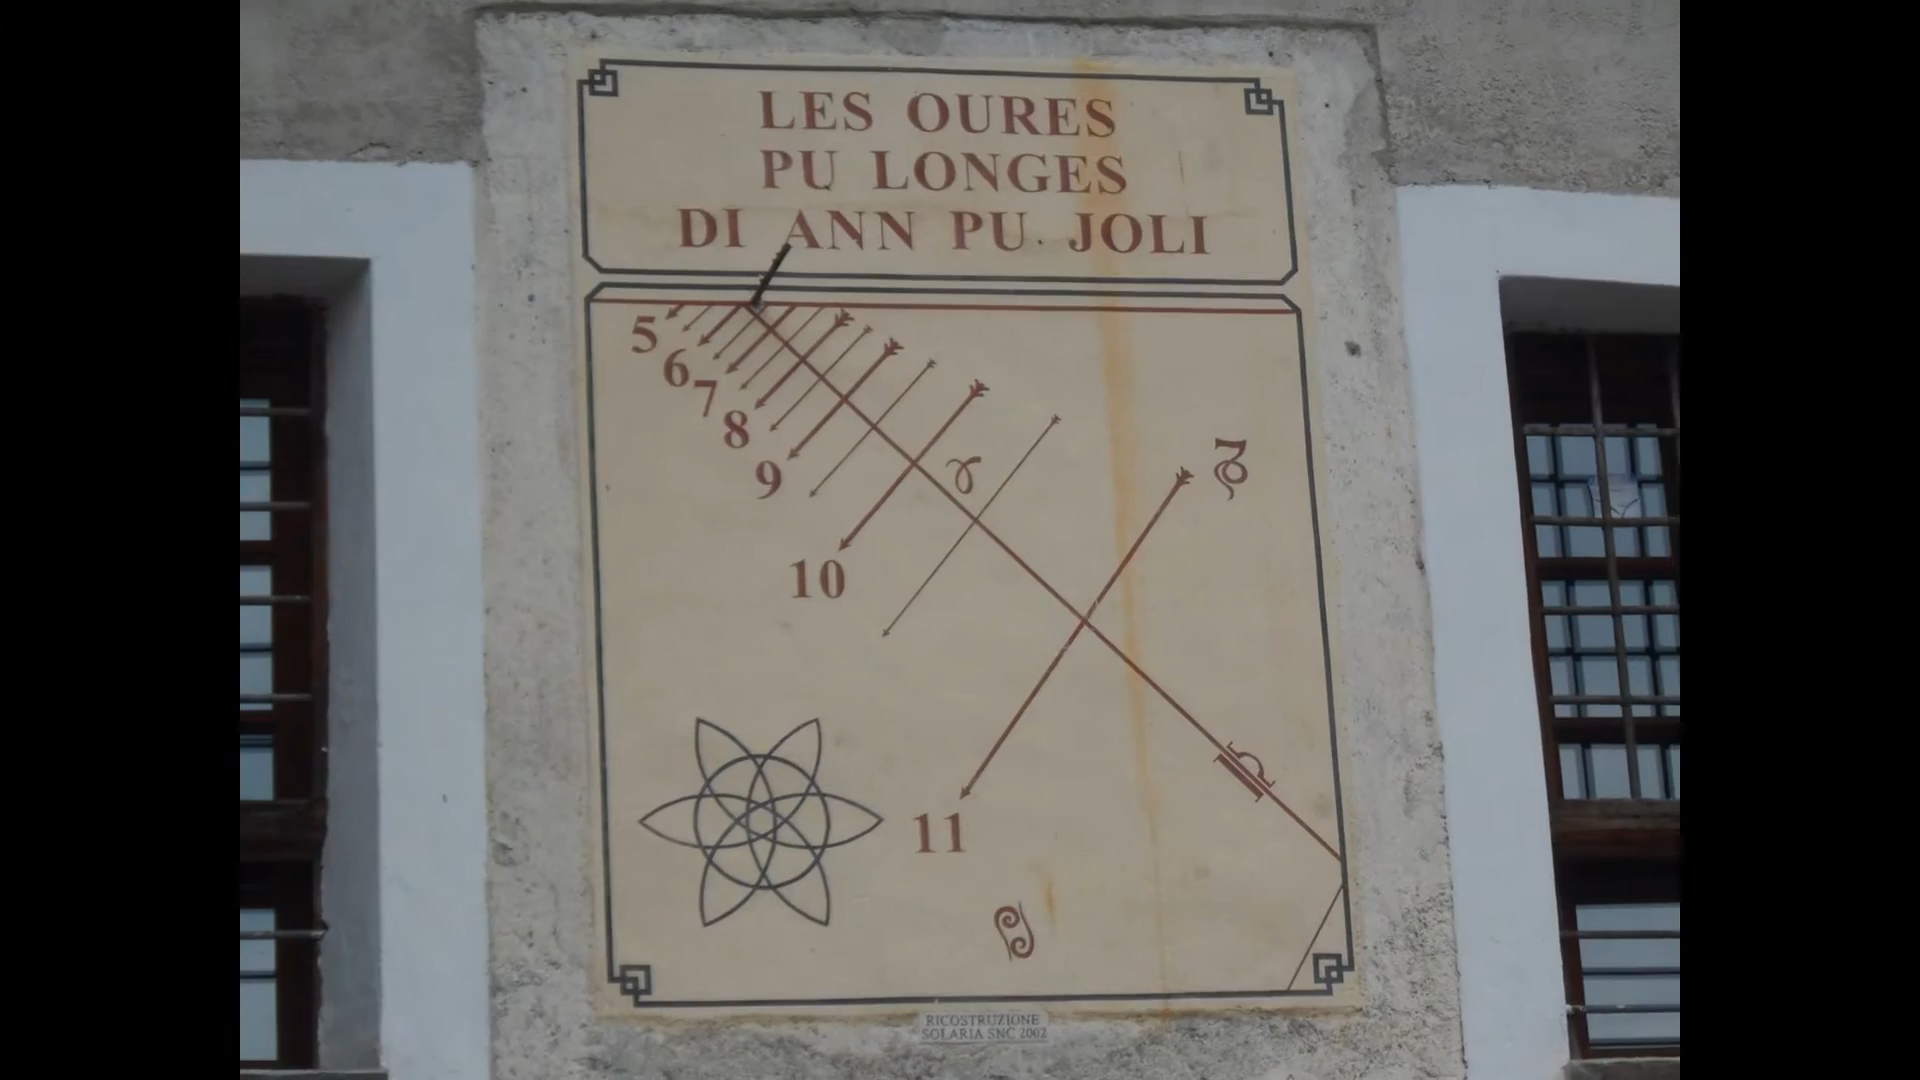 LES OURES
PU LONGES
DI ANN PU JOLI
5
6
7
8
9
10
11
♈
♑
♎
♋
RICOSTRUZIONE
SOLARIA SNC 2002